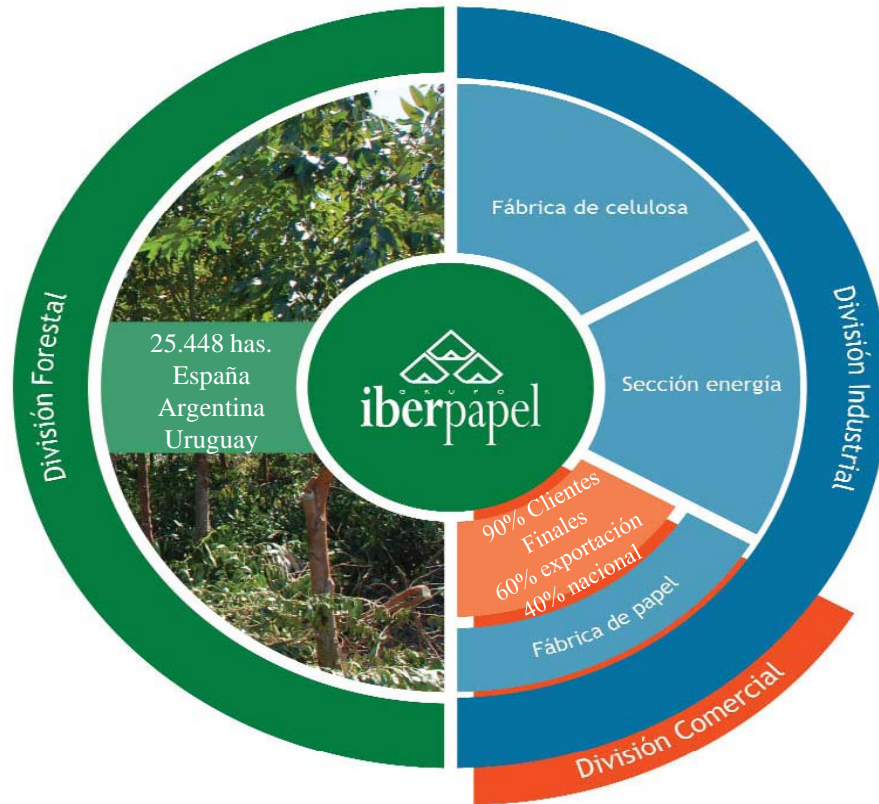 División Forestal
25.448 has.
España
Argentina
Uruguay
GRUPO
iberpapel
Fábrica de celulosa
Sección energía
90% Clientes
Finales
60% exportación
40% nacional
Fábrica de papel
División Industrial
División Comercial